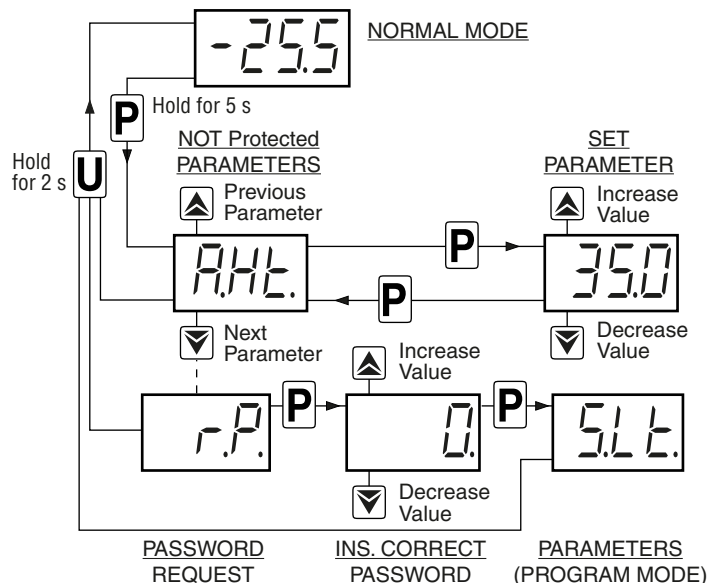 -25.5
NORMAL MODE
P
Hold for 5 s
Hold
for 2 s
U
NOT Protected
PARAMETERS
SET
PARAMETER
Previous
Parameter
Increase
Value
P
A.Ht.
35.0
P
Next
Parameter
Decrease
Value
Increase
Value
r.P.
P
0.
P
S.Lt.
Decrease
Value
PASSWORD
REQUEST
INS. CORRECT
PASSWORD
PARAMETERS
(PROGRAM MODE)